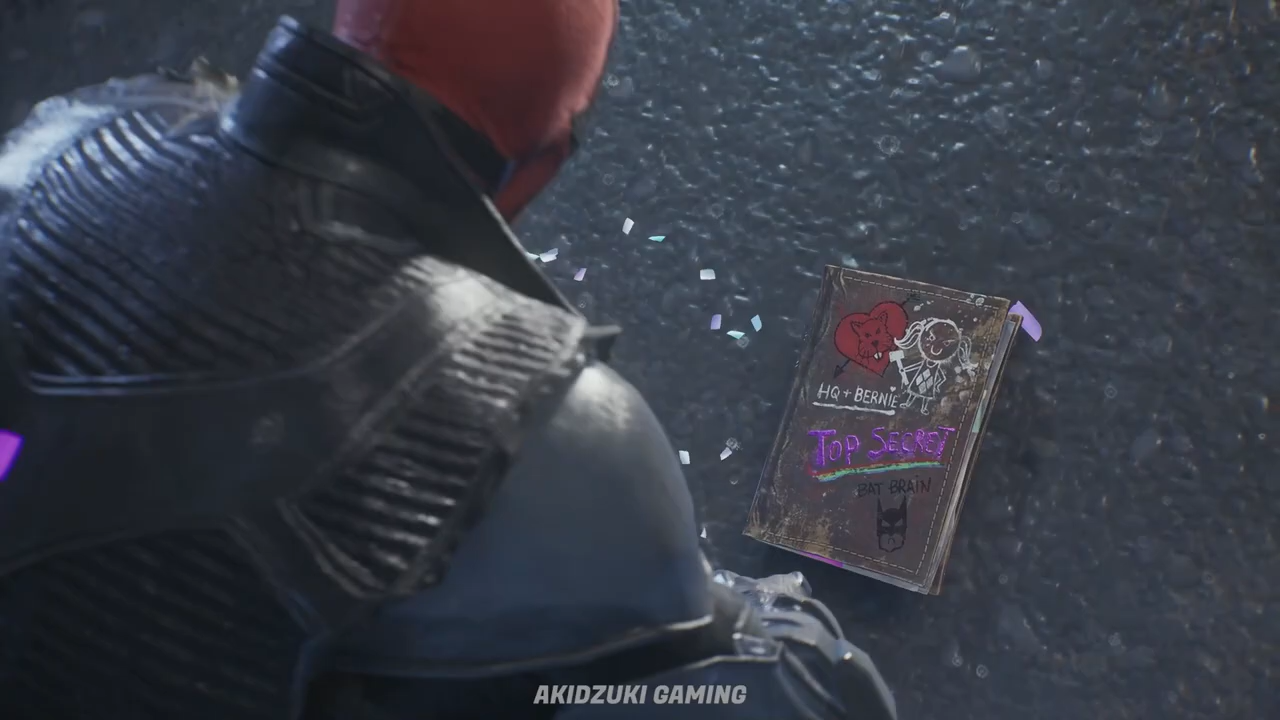 HQ + BERNIE
TOP SECRET
BAT BRAIN
AKIDZUKI GAMING